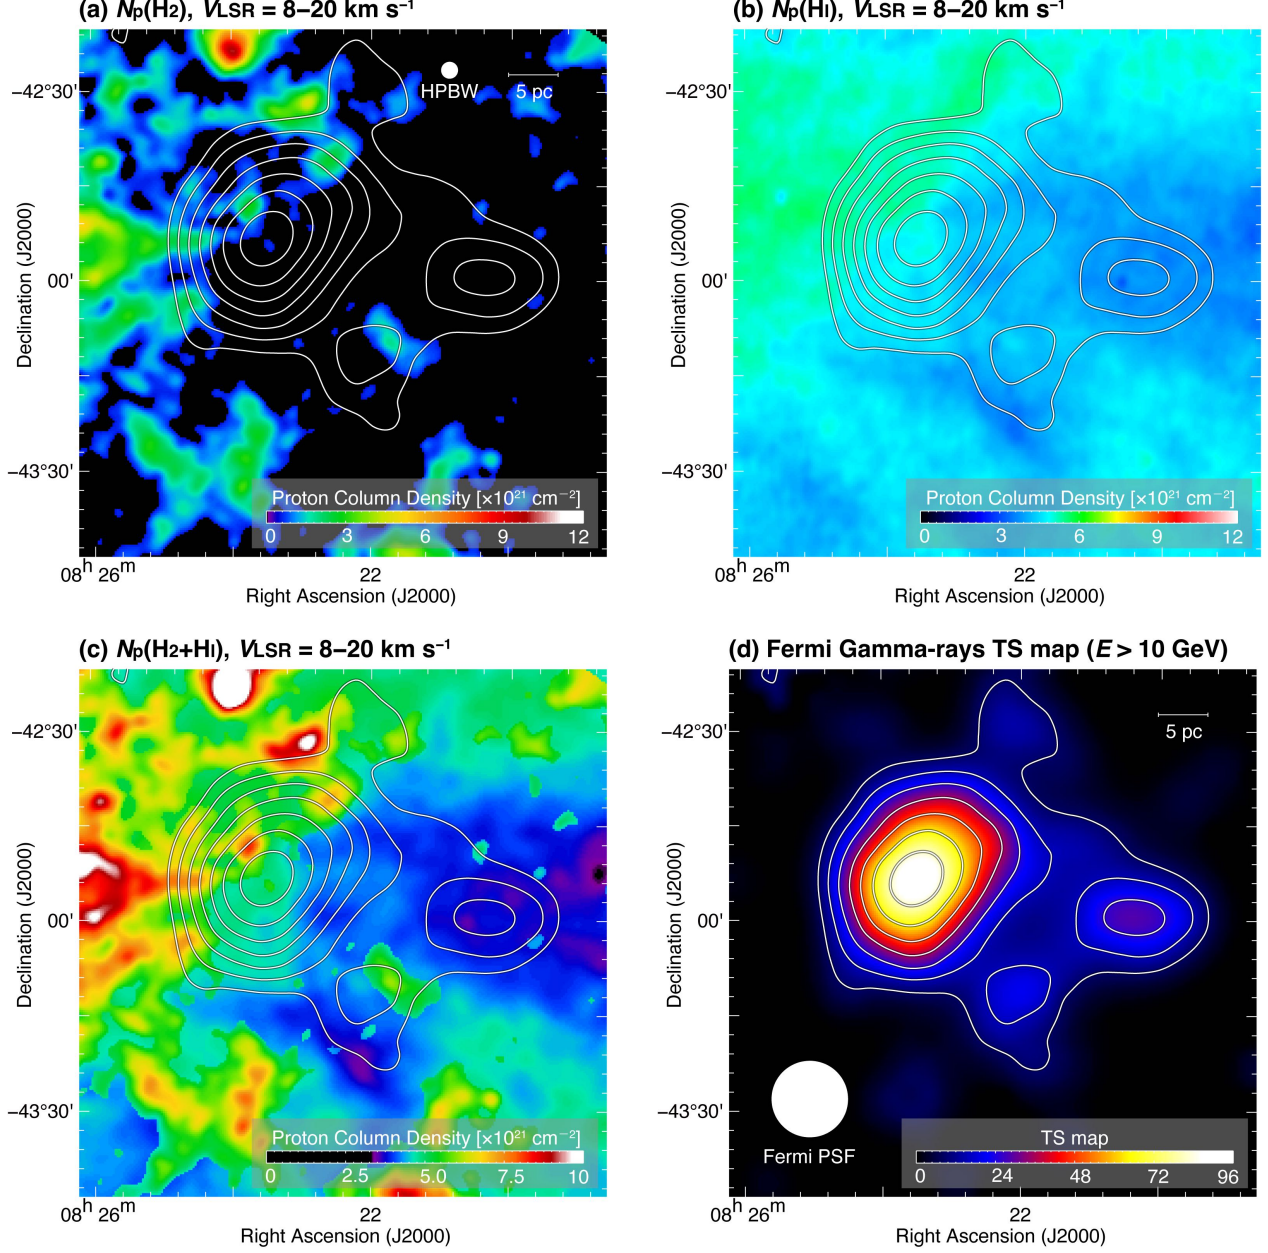 (a) Np(H2), VLSR = 8–20 km s⁻¹
(b) Np(HI), VLSR = 8–20 km s⁻¹
HPBW
5 pc
−42°30'
00'
−43°30'
Declination (J2000)
Proton Column Density [×10²¹ cm⁻²]
0 3 6 9 12
08ʰ 26ᵐ 22
Right Ascension (J2000)
−42°30'
00'
−43°30'
Declination (J2000)
Proton Column Density [×10²¹ cm⁻²]
0 3 6 9 12
08ʰ 26ᵐ 22
Right Ascension (J2000)
(c) Np(H2+HI), VLSR = 8–20 km s⁻¹
(d) Fermi Gamma-rays TS map (E > 10 GeV)
−42°30'
00'
−43°30'
Declination (J2000)
Proton Column Density [×10²¹ cm⁻²]
0 2.5 5.0 7.5 10
08ʰ 26ᵐ 22
Right Ascension (J2000)
5 pc
−42°30'
00'
−43°30'
Declination (J2000)
Fermi PSF
TS map
0 24 48 72 96
08ʰ 26ᵐ 22
Right Ascension (J2000)